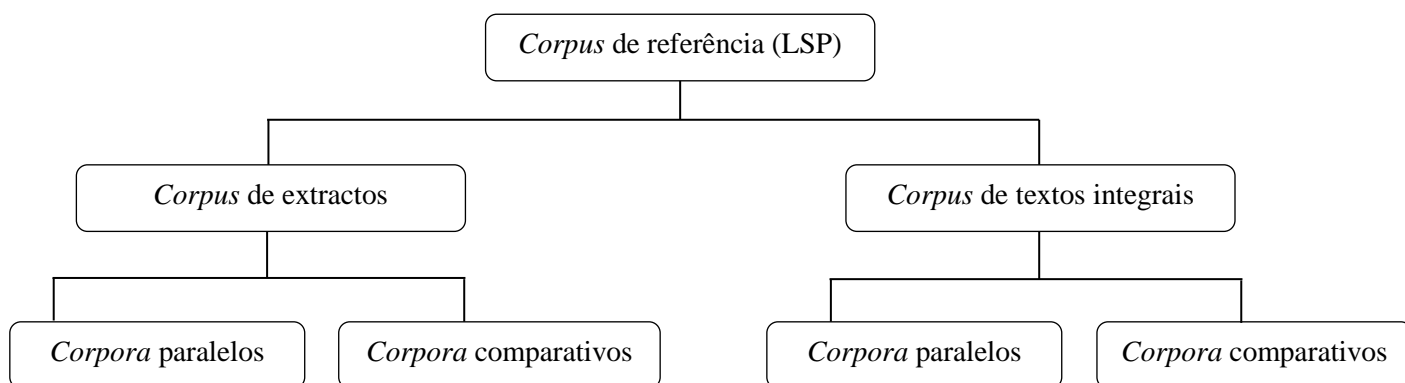 Corpus de referência (LSP)
Corpus de extractos
Corpus de textos integrais
Corpora paralelos
Corpora comparativos
Corpora paralelos
Corpora comparativos